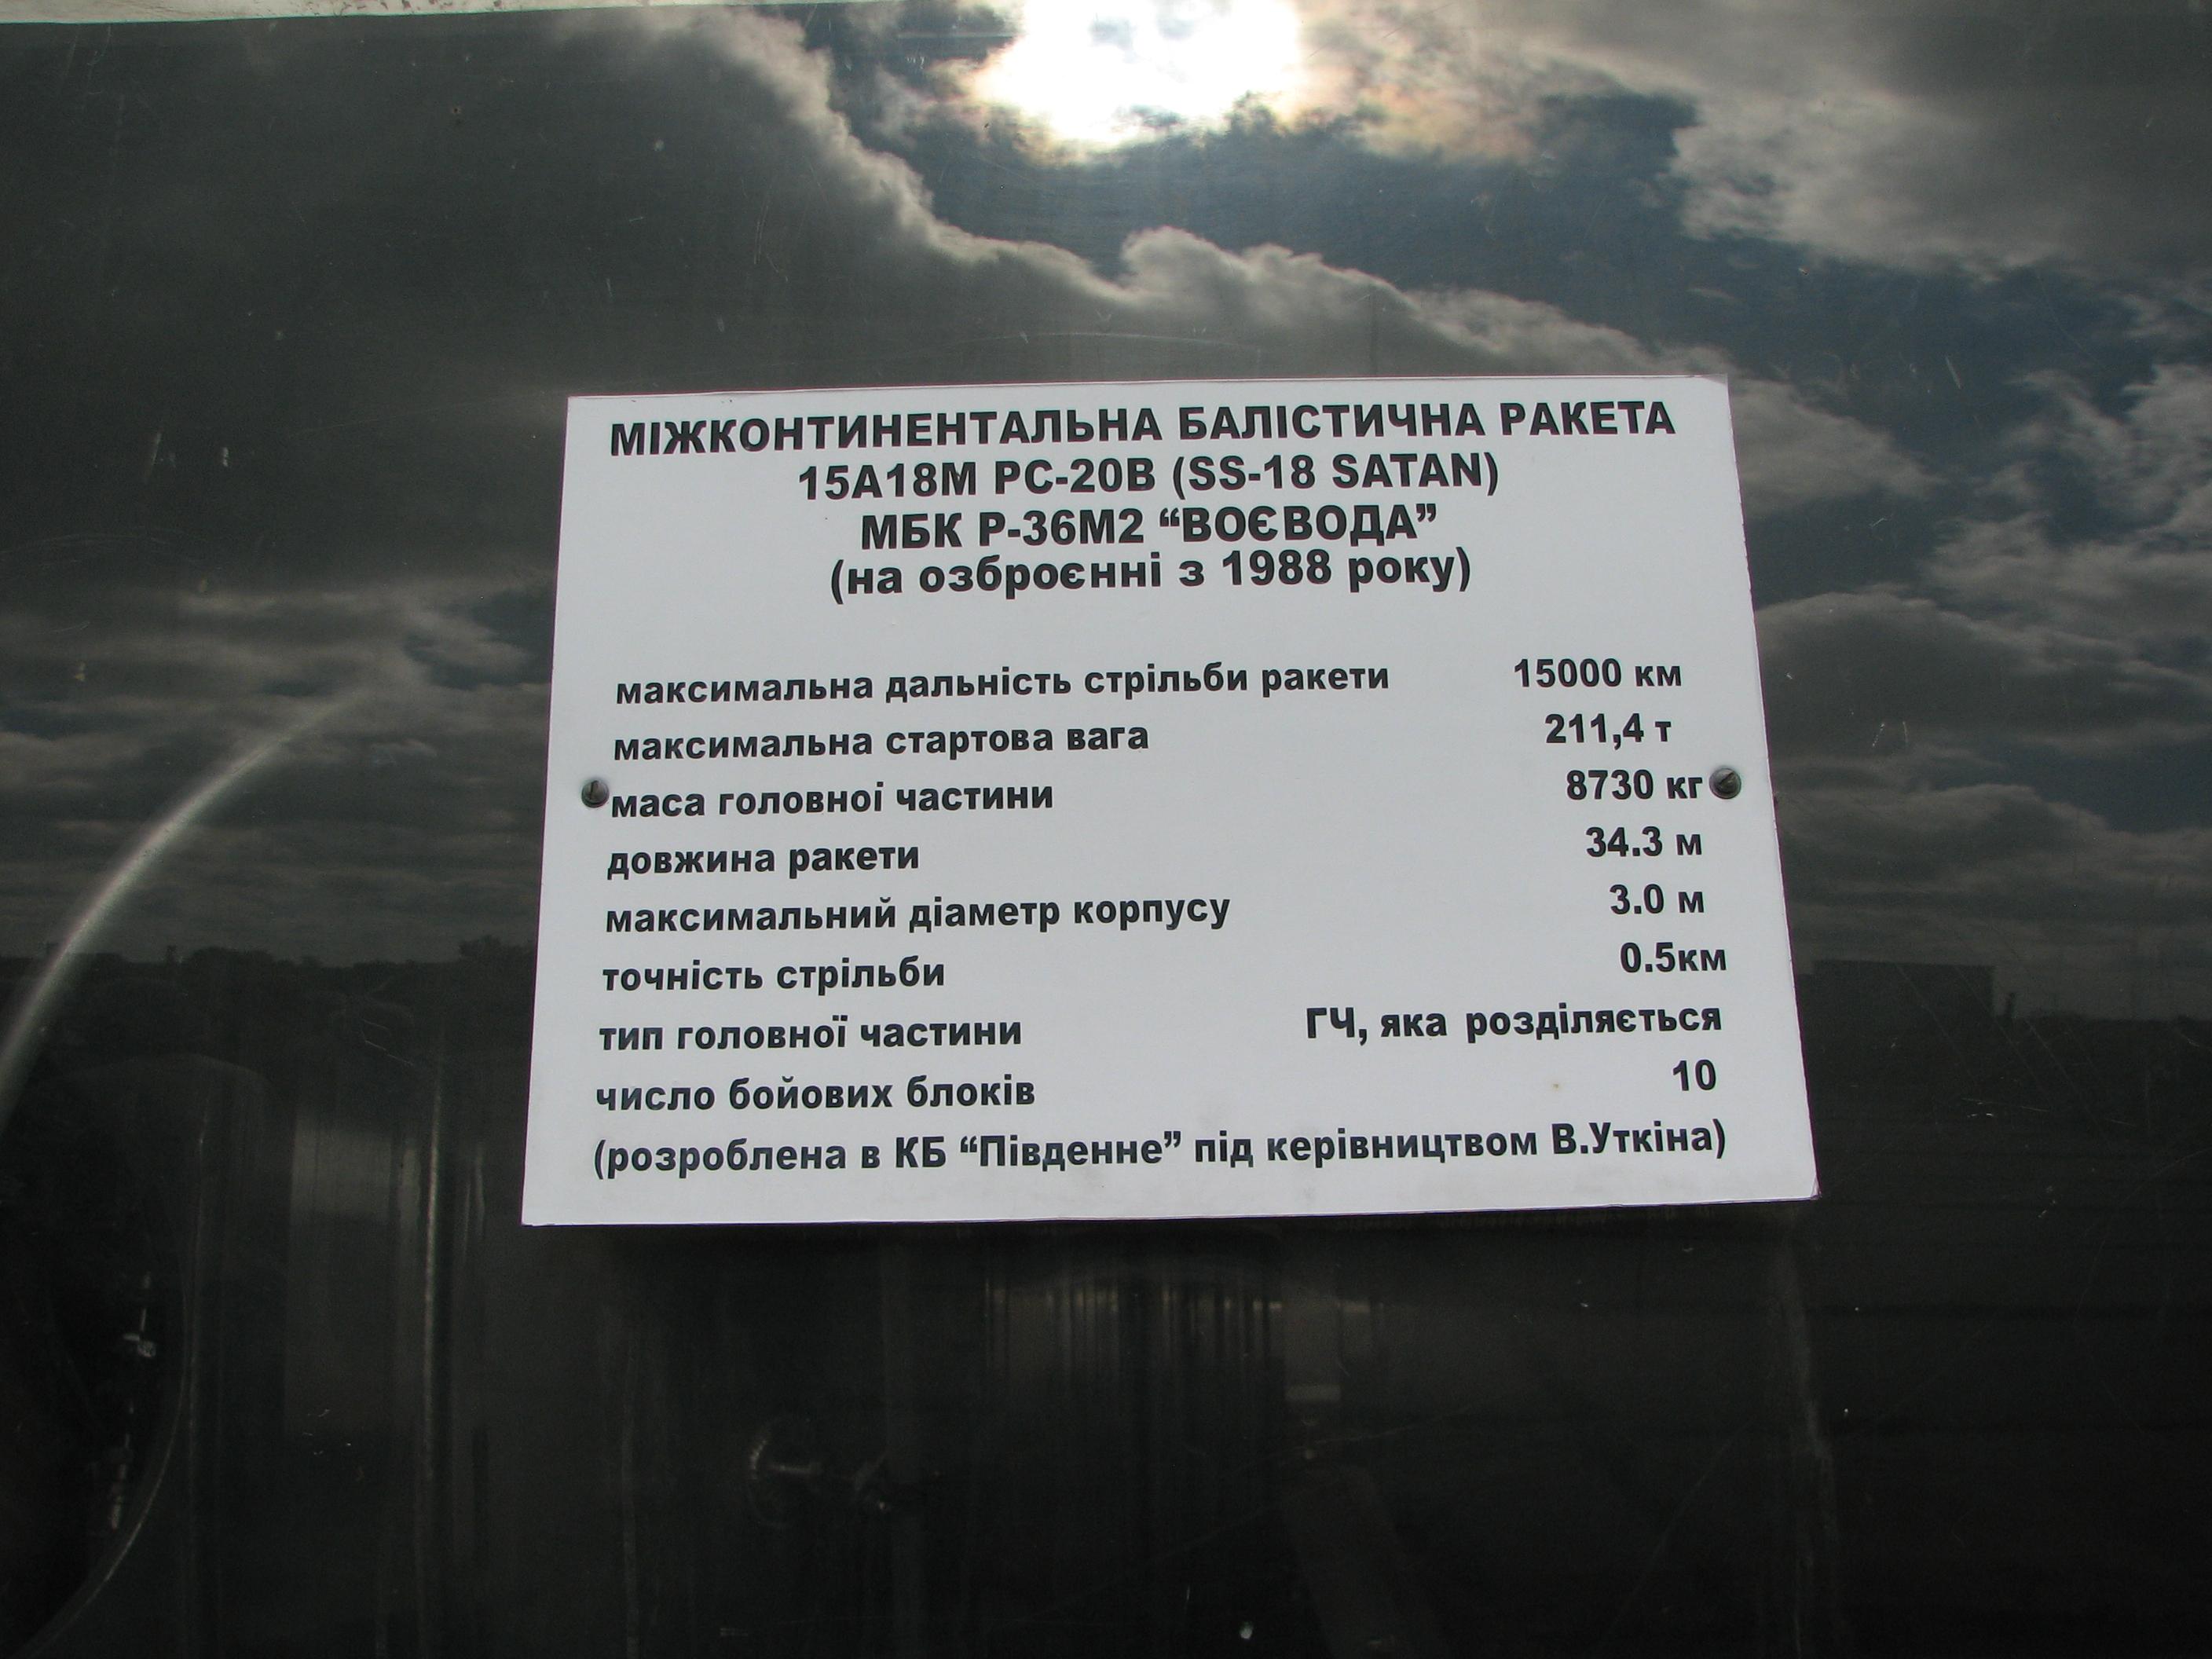 МІЖКОНТИНЕНТАЛЬНА БАЛІСТИЧНА РАКЕТА
15А18М РС-20В (SS-18 SATAN)
МБК Р-36М2 “ВОЄВОДА”
(на озброєнні з 1988 року)
максимальна дальність стрільби ракети 15000 км
максимальна стартова вага 211,4 т
маса головної частини 8730 кг
довжина ракети 34.3 м
максимальний діаметр корпусу 3.0 м
точність стрільби 0.5км
тип головної частини ГЧ, яка розділяється
число бойових блоків 10
(розроблена в КБ “Південне” під керівництвом В.Уткіна)